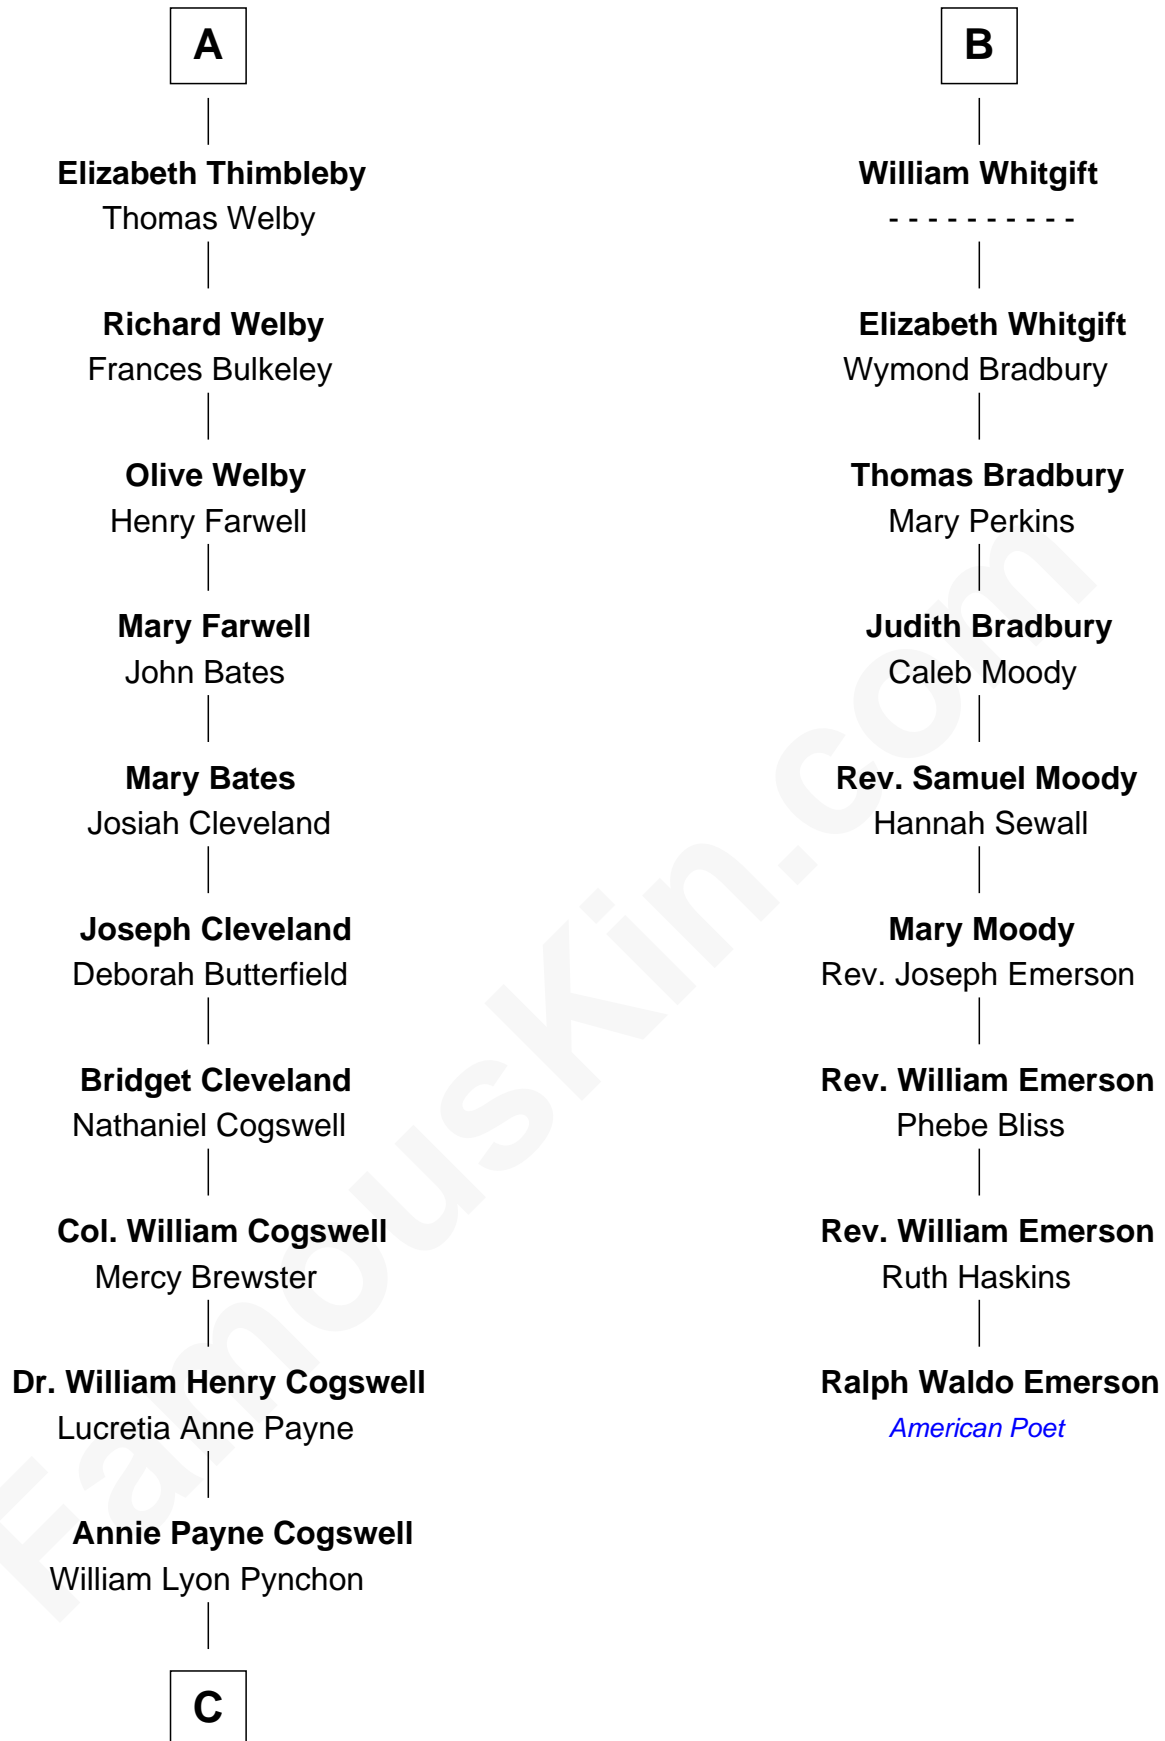 A
Elizabeth Thimbleby
Thomas Welby
Richard Welby
Frances Bulkeley
Olive Welby
Henry Farwell
Mary Farwell
John Bates
Mary Bates
Josiah Cleveland
Joseph Cleveland
Deborah Butterfield
Bridget Cleveland
Nathaniel Cogswell
Col. William Cogswell
Mercy Brewster
Dr. William Henry Cogswell
Lucretia Anne Payne
Annie Payne Cogswell
William Lyon Pynchon
C
B
William Whitgift
- - - - - - - - - -
Elizabeth Whitgift
Wymond Bradbury
Thomas Bradbury
Mary Perkins
Judith Bradbury
Caleb Moody
Rev. Samuel Moody
Hannah Sewall
Mary Moody
Rev. Joseph Emerson
Rev. William Emerson
Phebe Bliss
Rev. William Emerson
Ruth Haskins
Ralph Waldo Emerson
American Poet
FamousKin.com